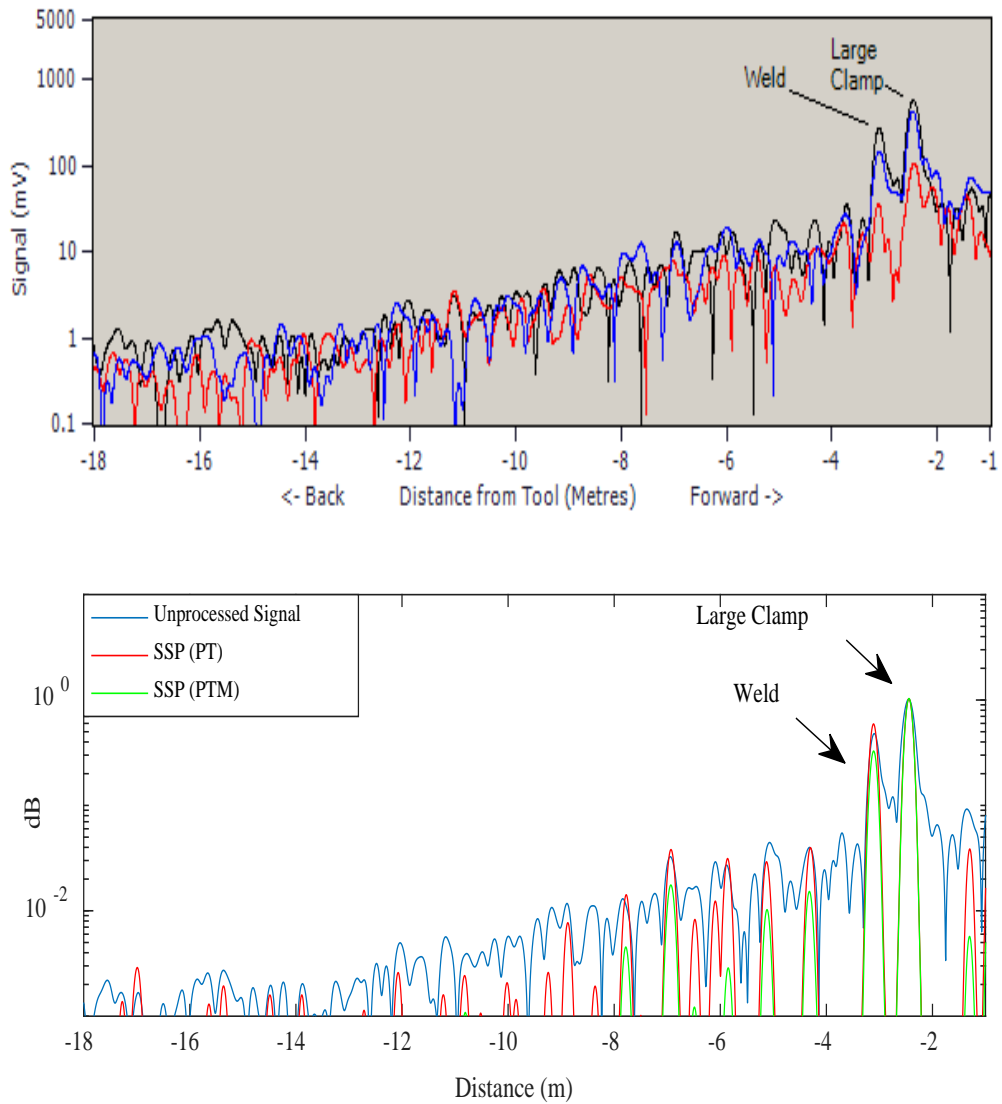 5000
1000
100
10
1
0.1
Signal (mV)
Weld
Large
Clamp
-18 -16 -14 -12 -10 -8 -6 -4 -2 -1
<- Back Distance from Tool (Metres) Forward ->
Unprocessed Signal
SSP (PT)
SSP (PTM)
Large Clamp
Weld
10 0
10 -2
dB
-18 -16 -14 -12 -10 -8 -6 -4 -2
Distance (m)